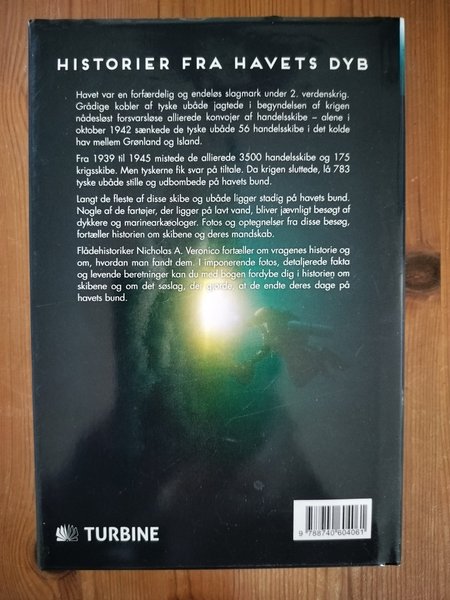 HISTORIER FRA HAVETS DYB
Havet var en forfærdelig og endeløs slagmark under 2. verdenskrig.
Grådige kobler af tyske ubåde jagtede i begyndelsen af krigen
nådesløst forsvarsløse allierede konvojer af handelsskibe – alene i
oktober 1942 sænkede de tyske ubåde 56 handelsskibe i det kolde
hav mellem Grønland og Island.
Fra 1939 til 1945 mistede de allierede 3500 handelsskibe og 175
krigsskibe. Men tyskerne fik svar på tiltale. Da krigen sluttede, lå 783
tyske ubåde stille og udbombede på havets bund.
Langt de fleste af disse skibe og ubåde ligger stadig på havets bund.
Nogle af de fartøjer, der ligger på lavt vand, bliver jævnligt besøgt af
dykkere og marinearkæologer. Fotos og optegnelser fra disse besøg,
fortæller historien om skibene og deres mandskab.
Flådehistoriker Nicholas A. Veronico fortæller om vragenes historie og
om, hvordan man fandt dem. I imponerende fotos, detaljerede fakta
og levende beretninger kan du med bogen fordybe dig i historien om
skibene og om det søslag, der gjorde, at de endte deres dage på
havets bund.
TURBINE
9 788740 604061